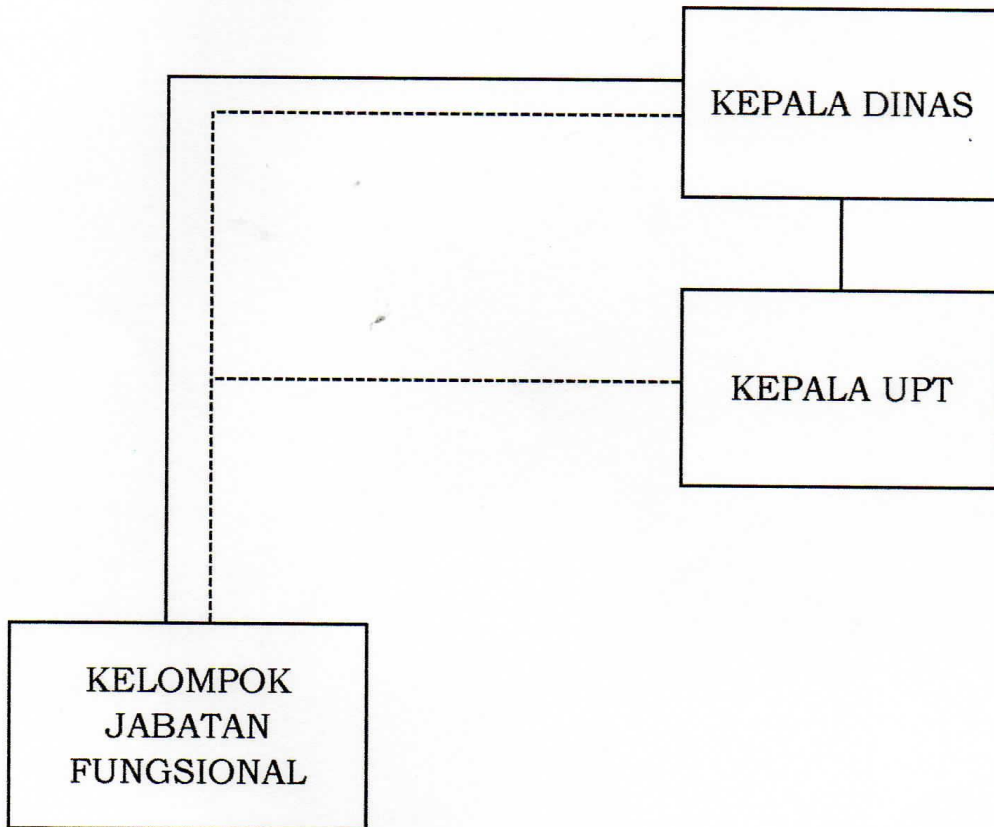 KEPALA DINAS
KEPALA UPT
KELOMPOK
JABATAN
FUNGSIONAL